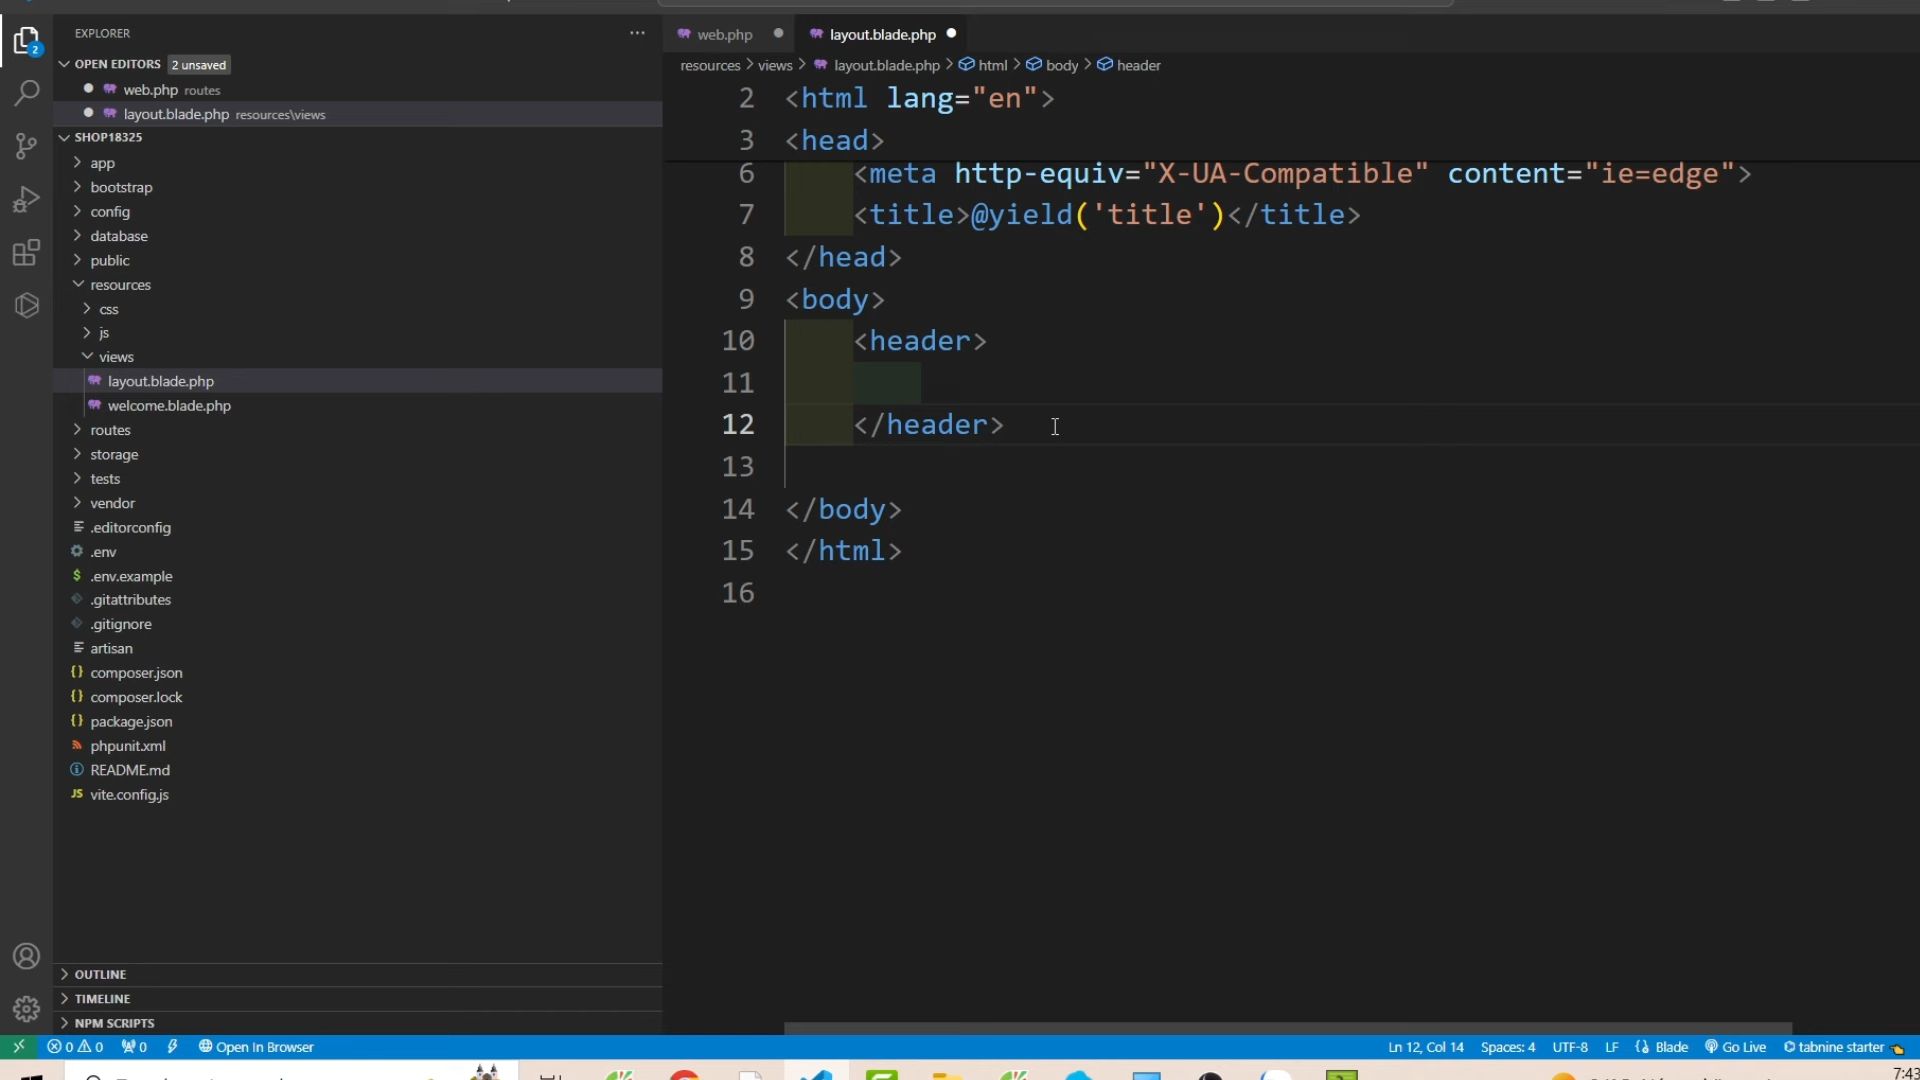 EXPLORER
OPEN EDITORS 2 unsaved
web.php routes
layout.blade.php resources\views
SHOP18325
app
bootstrap
config
database
public
resources
css
js
views
layout.blade.php
welcome.blade.php
routes
storage
tests
vendor
.editorconfig
.env
.env.example
.gitattributes
.gitignore
artisan
composer.json
composer.lock
package.json
phpunit.xml
README.md
vite.config.js
OUTLINE
TIMELINE
NPM SCRIPTS
web.php layout.blade.php
resources > views > layout.blade.php > html > body > header
2 <html lang="en">
3 <head>
6 <meta http-equiv="X-UA-Compatible" content="ie=edge">
7 <title>@yield('title')</title>
8 </head>
9 <body>
10 <header>
11
12 </header>
13
14 </body>
15 </html>
16
0 0 0 Open In Browser Ln 12, Col 14 Spaces: 4 UTF-8 LF Blade Go Live tabnine starter
7:43